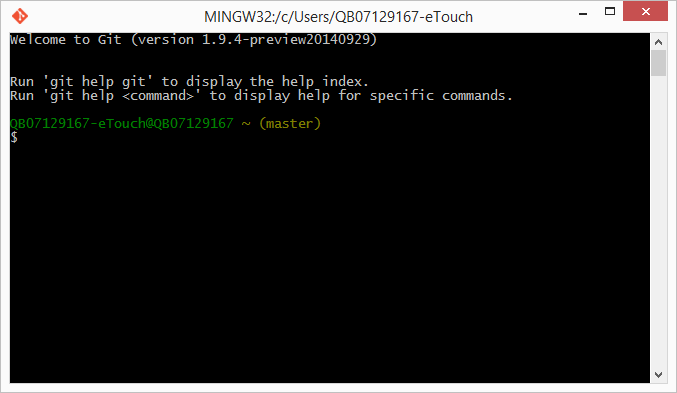 MINGW32:/c/Users/QB07129167-eTouch
Welcome to Git (version 1.9.4-preview20140929)
Run 'git help git' to display the help index.
Run 'git help <command>' to display help for specific commands.
QB07129167-eTouch@QB07129167 ~ (master)
$